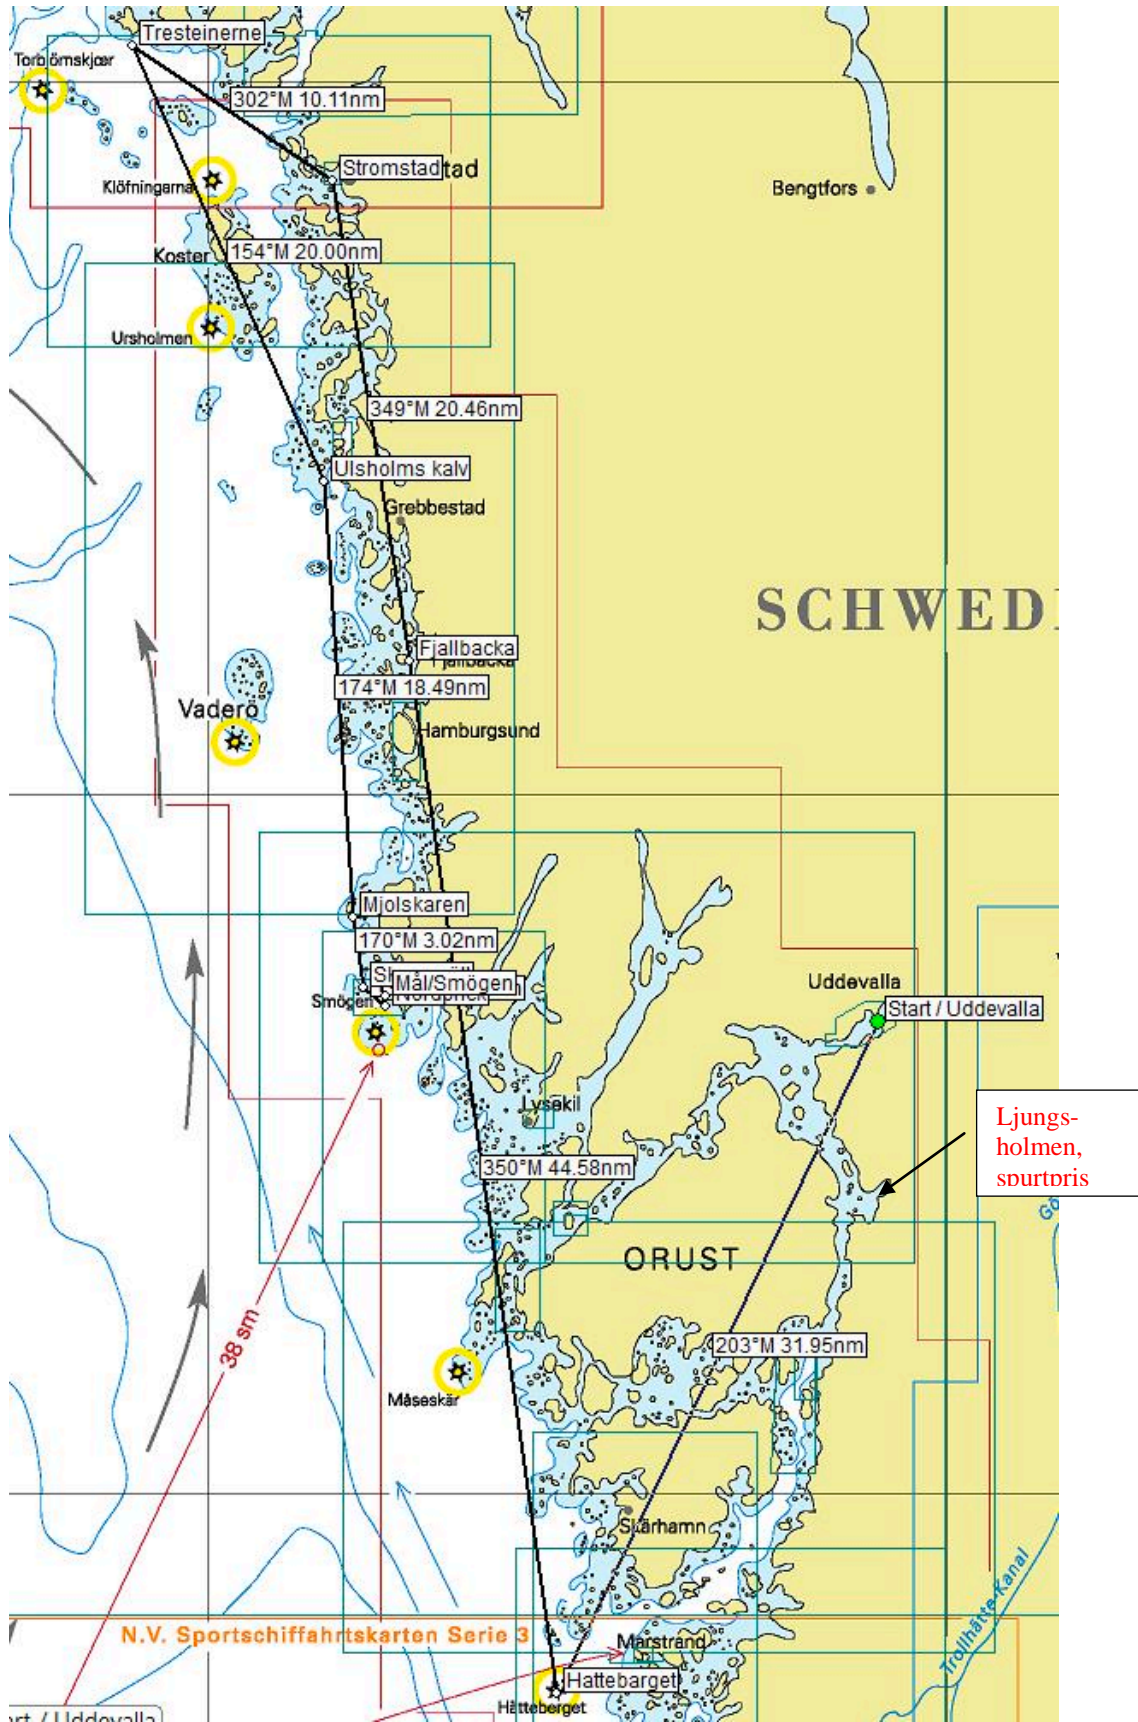 Tresteinerne
Torbjörnskjær
302°M 10.11nm
Stromstad
tad
Klöfningarna
Bengtfors
Koster
154°M 20.00nm
Ursholmen
349°M 20.46nm
Ulsholms kalv
Grebbestad
SCHWED
Fjallbacka
174°M 18.49nm
Vaderö
Hamburgsund
Mjolskaren
170°M 3.02nm
Mål/Smögen
Smögen
Uddevalla
Start / Uddevalla
Lysekil
Ljungs-
holmen,
spurtpris
350°M 44.58nm
ORUST
38 sm
203°M 31.95nm
Måseskär
Skärhamn
Trollhätte-Kanal
N.V. Sportschiffahrtskarten Serie 3
Marstrand
Hattebarget
Hätteberget